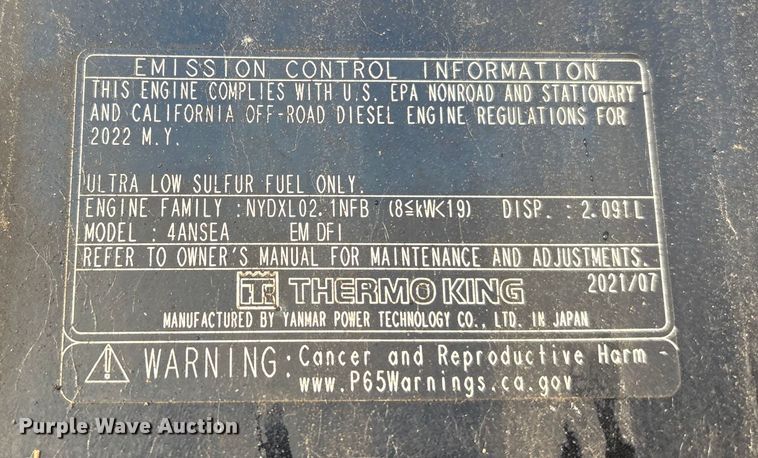 EMISSION CONTROL INFORMATION
THIS ENGINE COMPLIES WITH U.S. EPA NONROAD AND STATIONARY
AND CALIFORNIA OFF-ROAD DIESEL ENGINE REGULATIONS FOR
2022 M.Y.
ULTRA LOW SULFUR FUEL ONLY.
ENGINE FAMILY :NYDXL02.1NFB (8≦kW<19) DISP. : 2.091L
MODEL : 4ANSEA EM DFI
REFER TO OWNER'S MANUAL FOR MAINTENANCE AND ADJUSTMENTS.
THERMO KING 2021/07
MANUFACTURED BY YANMAR POWER TECHNOLOGY CO., LTD. IN JAPAN
WARNING: Cancer and Reproductive Harm -
www.P65Warnings.ca.gov
Purple Wave Auction